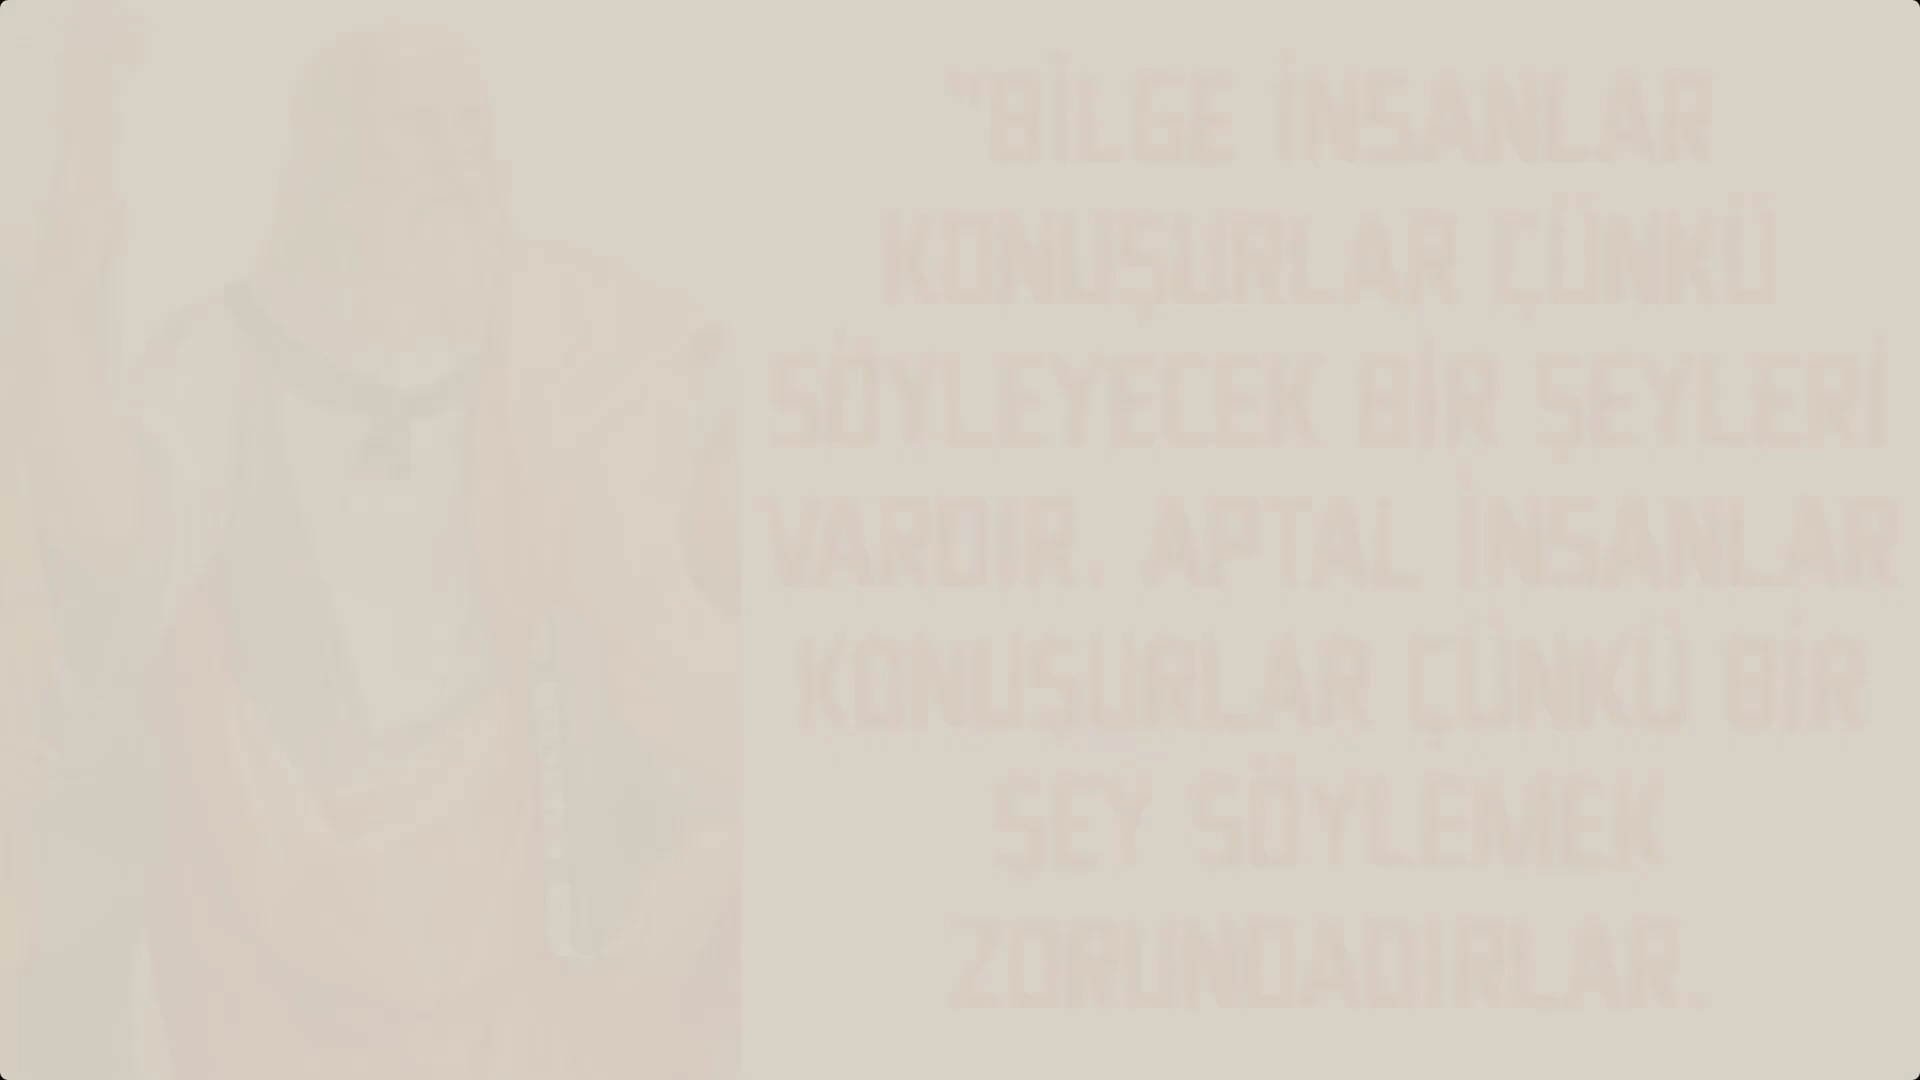 "BİLGE İNSANLAR
KONUŞURLAR ÇÜNKÜ
SÖYLEYECEK BİR ŞEYLERİ
VARDIR. APTAL İNSANLAR
KONUŞURLAR ÇÜNKÜ BİR
ŞEY SÖYLEMEK
ZORUNDADIRLAR.